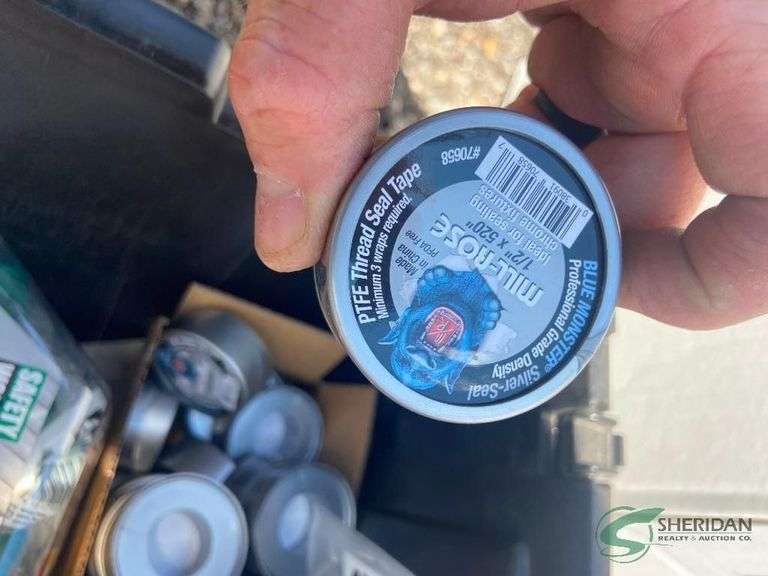 BLUE MONSTER® Silver-Seal
Professional Grade Density
MILL-ROSE
1/2" X 520"
Ideal for sealing
chrome fixtures
Made
in China
PFOA Free
PTFE Thread Seal Tape
Minimum 3 wraps required.
#70658
SAFETY
SHERIDAN
REALTY & AUCTION CO.